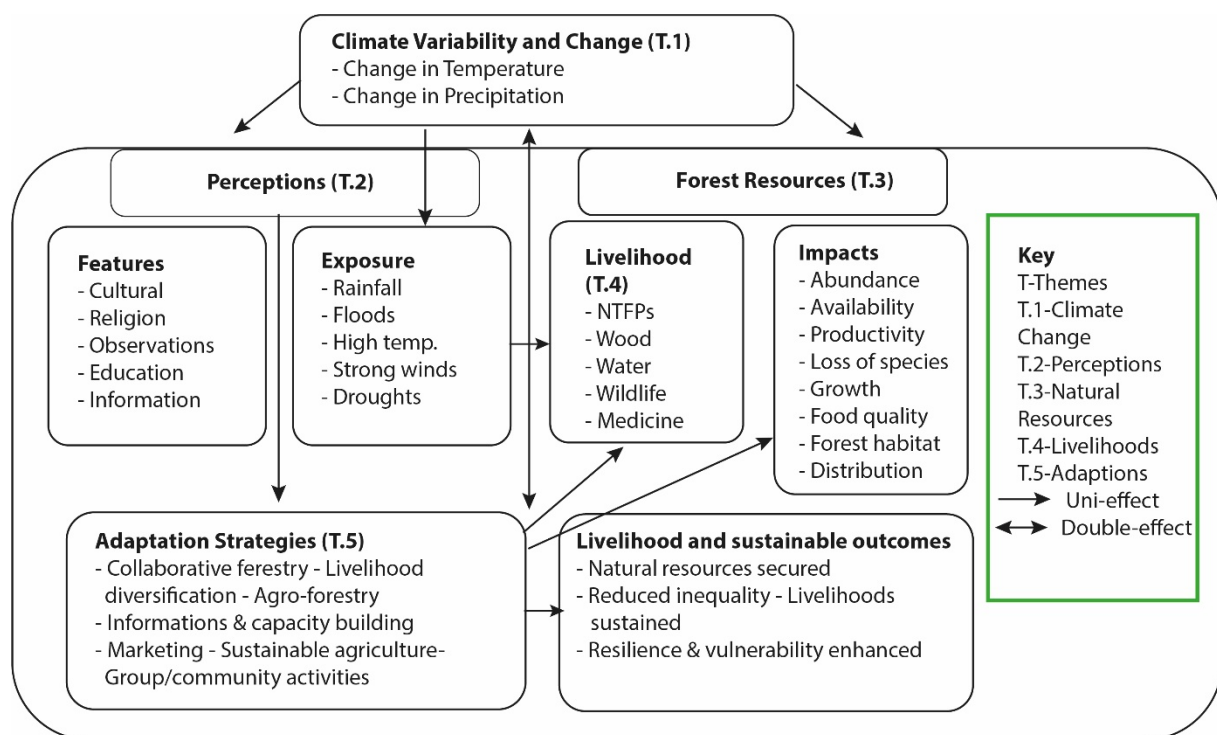 Climate Variability and Change (T.1)
- Change in Temperature
- Change in Precipitation
Perceptions (T.2)
Forest Resources (T.3)
Features
- Cultural
- Religion
- Observations
- Education
- Information
Exposure
- Rainfall
- Floods
- High temp.
- Strong winds
- Droughts
Livelihood
(T.4)
- NTFPs
- Wood
- Water
- Wildlife
- Medicine
Impacts
- Abundance
- Availability
- Productivity
- Loss of species
- Growth
- Food quality
- Forest habitat
- Distribution
Key
T-Themes
T.1-Climate
Change
T.2-Perceptions
T.3-Natural
Resources
T.4-Livelihoods
T.5-Adaptions
Uni-effect
Double-effect
Adaptation Strategies (T.5)
- Collaborative ferestry - Livelihood
diversification - Agro-forestry
- Informations & capacity building
- Marketing - Sustainable agriculture-
Group/community activities
Livelihood and sustainable outcomes
- Natural resources secured
- Reduced inequality - Livelihoods
sustained
- Resilience & vulnerability enhanced